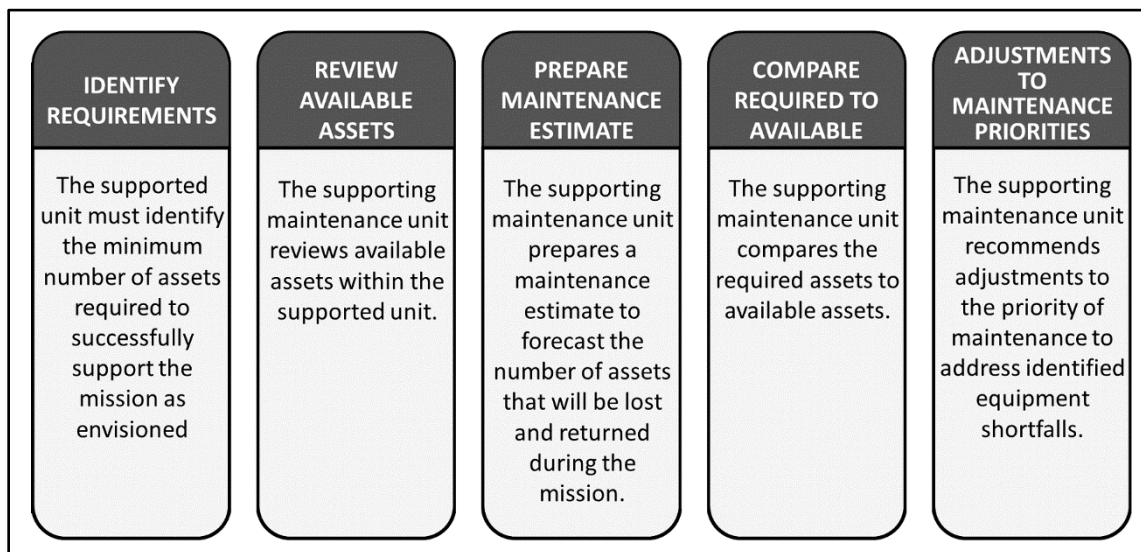 IDENTIFY
REQUIREMENTS
The supported
unit must identify
the minimum
number of assets
required to
successfully
support the
mission as
envisioned
REVIEW
AVAILABLE
ASSETS
The supporting
maintenance unit
reviews available
assets within the
supported unit.
PREPARE
MAINTENANCE
ESTIMATE
The supporting
maintenance unit
prepares a
maintenance
estimate to
forecast the
number of assets
that will be lost
and returned
during the
mission.
COMPARE
REQUIRED TO
AVAILABLE
The supporting
maintenance unit
compares the
required assets to
available assets.
ADJUSTMENTS
TO
MAINTENANCE
PRIORITIES
The supporting
maintenance unit
recommends
adjustments to
the priority of
maintenance to
address identified
equipment
shortfalls.